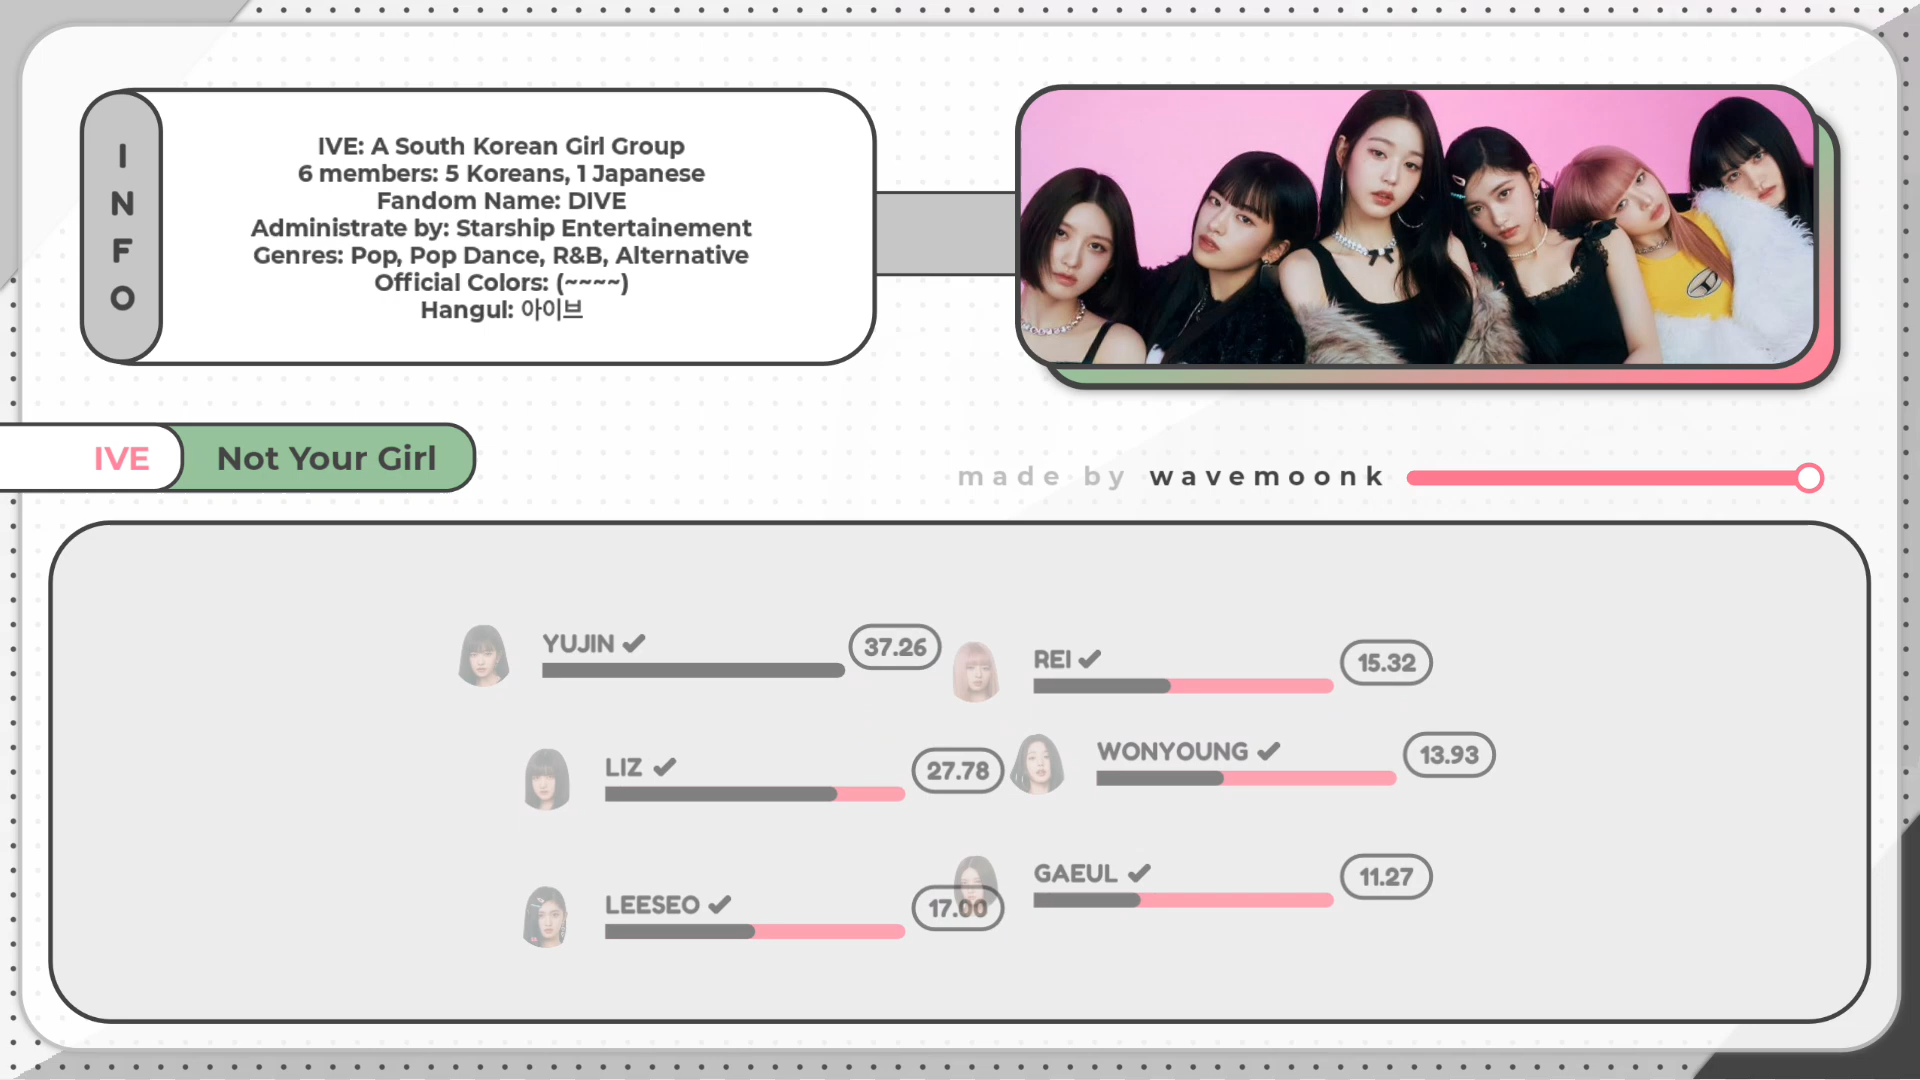 INFO
IVE: A South Korean Girl Group
6 members: 5 Koreans, 1 Japanese
Fandom Name: DIVE
Administrate by: Starship Entertainement
Genres: Pop, Pop Dance, R&B, Alternative
Official Colors: (~~~~)
Hangul: 아이브
IVE Not Your Girl
made by wavemoonk
YUJIN ✔ 37.26
LIZ ✔ 27.78
LEESEO ✔ 17.00
REI ✔ 15.32
WONYOUNG ✔ 13.93
GAEUL ✔ 11.27